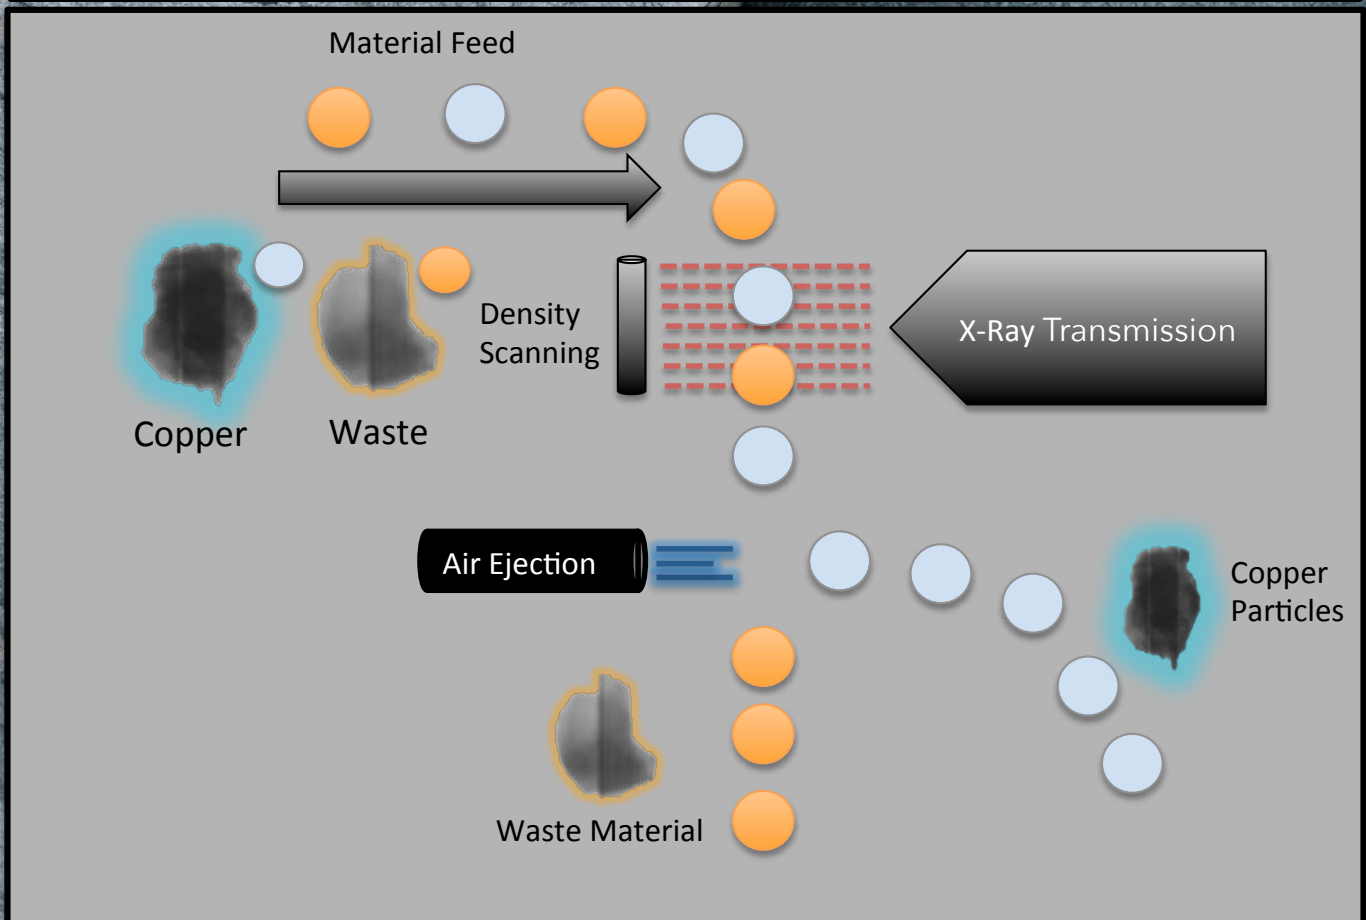 Material Feed
Density
Scanning
X-Ray Transmission
Copper
Waste
Air Ejection
Copper
Particles
Waste Material